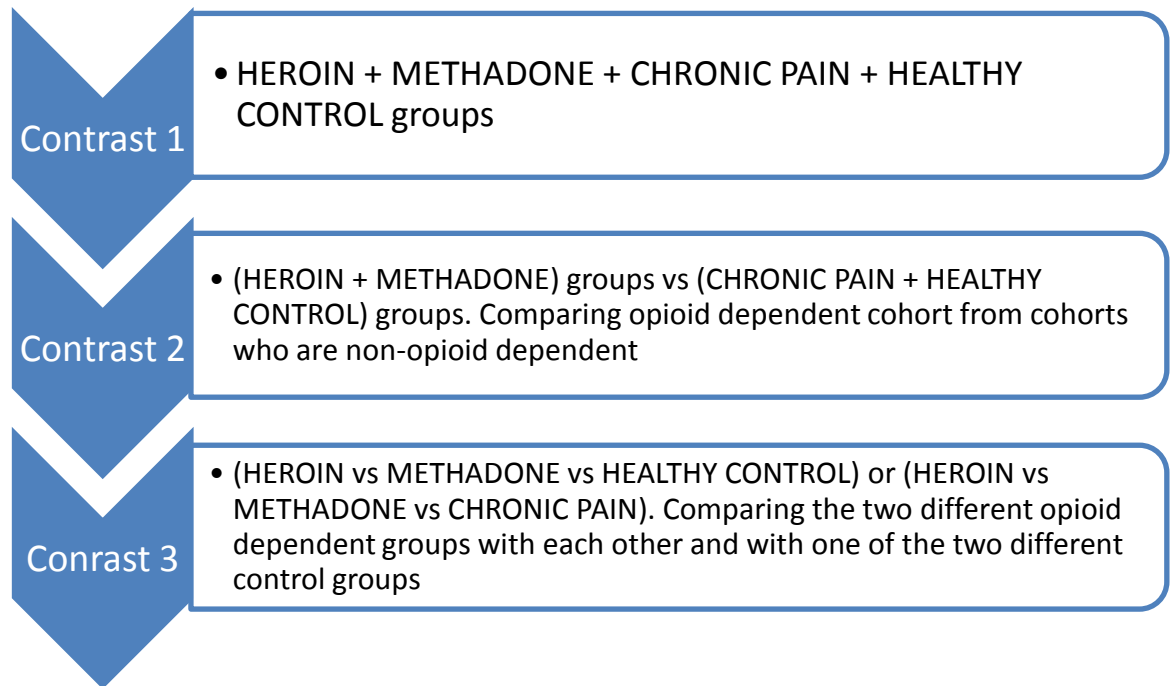 Contrast 1
• HEROIN + METHADONE + CHRONIC PAIN + HEALTHY
CONTROL groups
Contrast 2
• (HEROIN + METHADONE) groups vs (CHRONIC PAIN + HEALTHY
CONTROL) groups. Comparing opioid dependent cohort from cohorts
who are non-opioid dependent
Conrast 3
• (HEROIN vs METHADONE vs HEALTHY CONTROL) or (HEROIN vs
METHADONE vs CHRONIC PAIN). Comparing the two different opioid
dependent groups with each other and with one of the two different
control groups